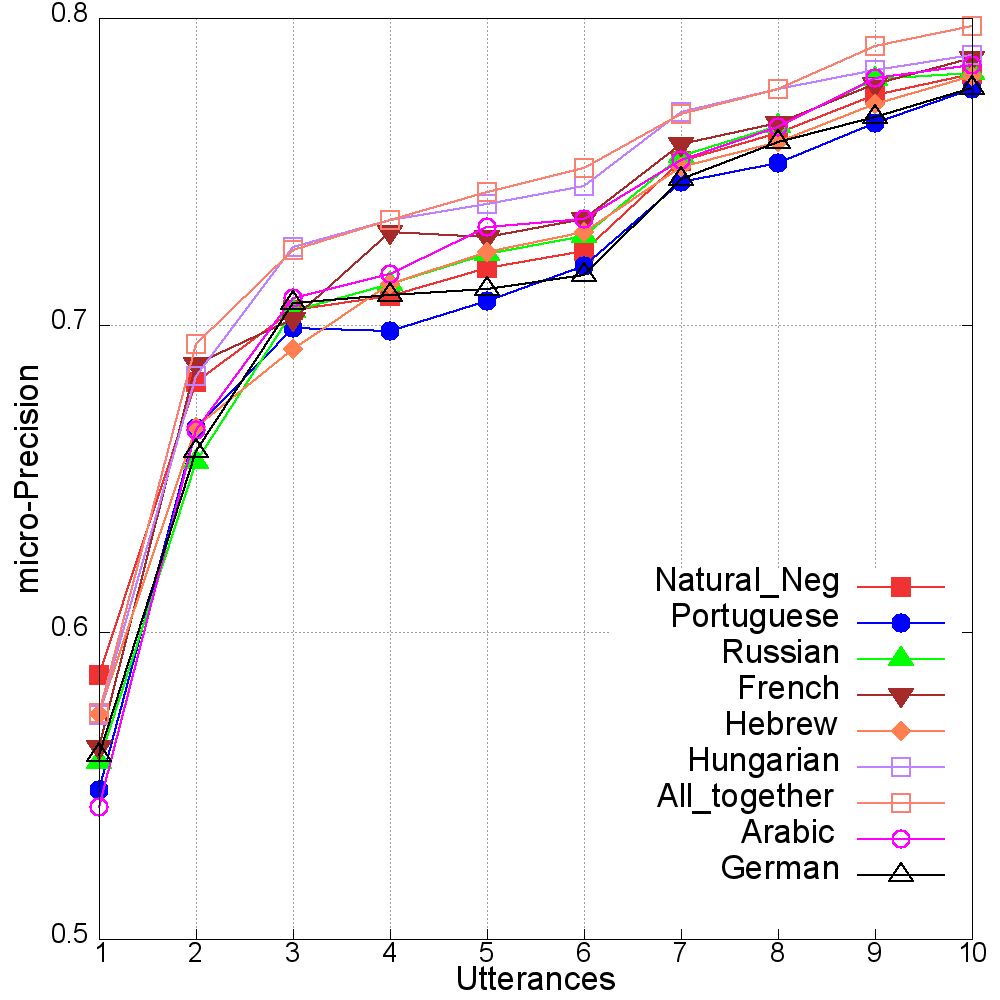 0.8
0.7
0.6
0.5
micro-Precision
Natural_Neg
Portuguese
Russian
French
Hebrew
Hungarian
All_together
Arabic
German
1 2 3 4 5 6 7 8 9 10
Utterances